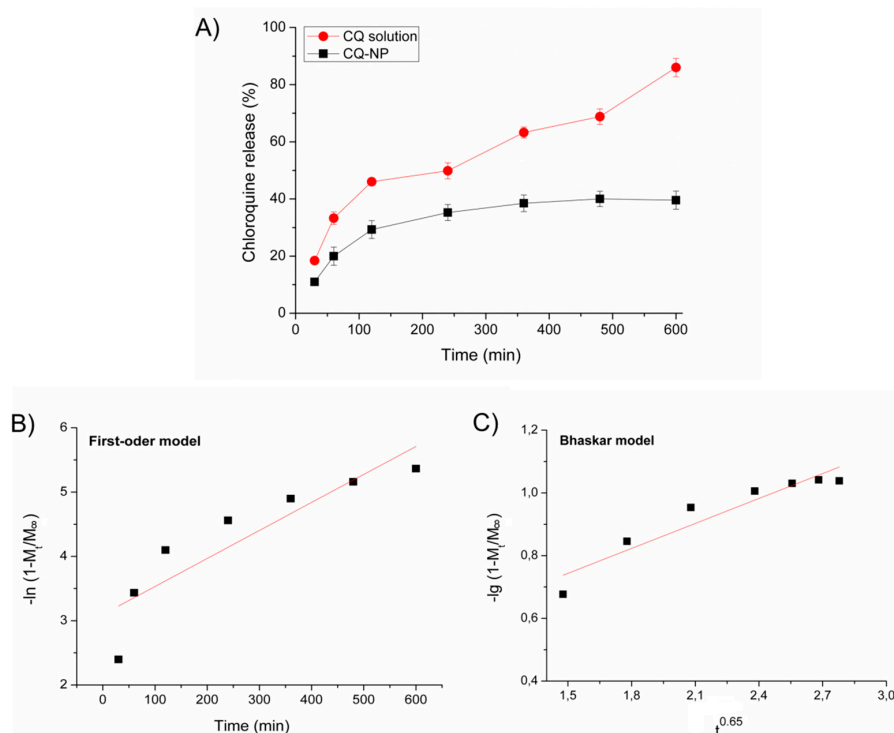 A)
CQ solution
CQ-NP
Chloroquine release (%)
100
80
60
40
20
0
0 100 200 300 400 500 600
Time (min)
B)
First-oder model
-ln (1-Mt/M∞)
6
5
4
3
2
0 100 200 300 400 500 600
Time (min)
C)
Bhaskar model
-lg (1-Mt/M∞)
1,2
1,0
0,8
0,6
0,4
1,5 1,8 2,1 2,4 2,7 3,0
t0.65